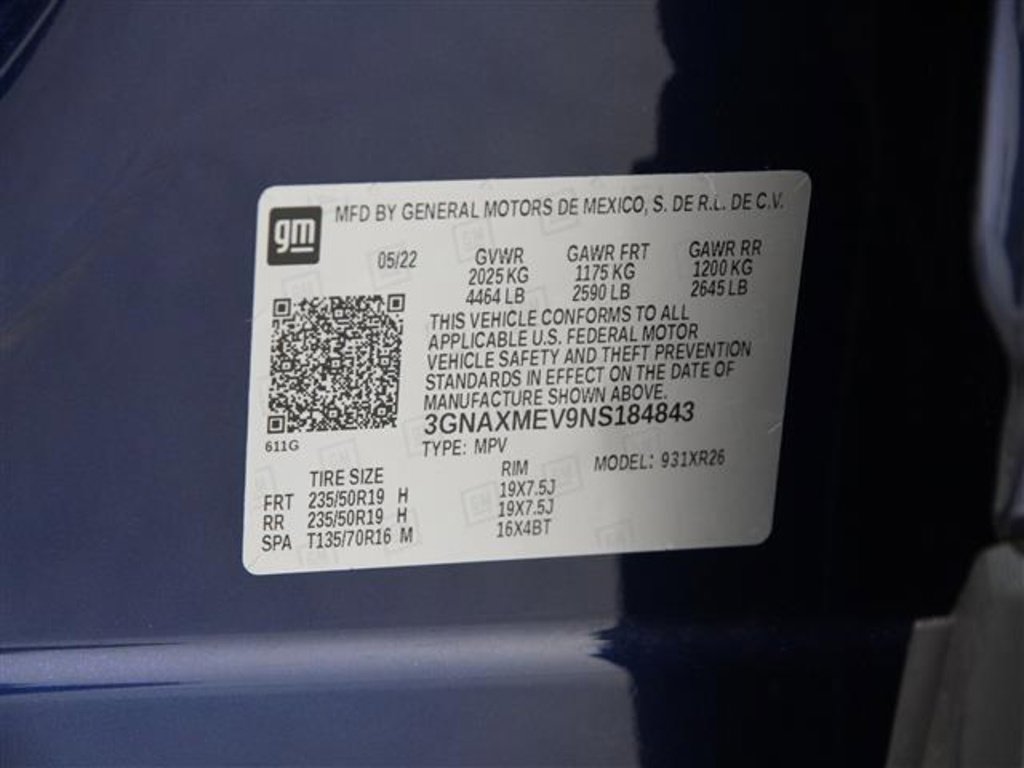 gm
MFD BY GENERAL MOTORS DE MEXICO, S. DE R.L. DE C.V.
05/22 GVWR GAWR FRT GAWR RR
2025 KG 1175 KG 1200 KG
4464 LB 2590 LB 2645 LB
THIS VEHICLE CONFORMS TO ALL
APPLICABLE U.S. FEDERAL MOTOR
VEHICLE SAFETY AND THEFT PREVENTION
STANDARDS IN EFFECT ON THE DATE OF
MANUFACTURE SHOWN ABOVE.
3GNAXMEV9NS184843
611G
TYPE: MPV
MODEL: 931XR26
TIRE SIZE RIM
FRT 235/50R19 H 19X7.5J
RR 235/50R19 H 19X7.5J
SPA T135/70R16 M 16X4BT